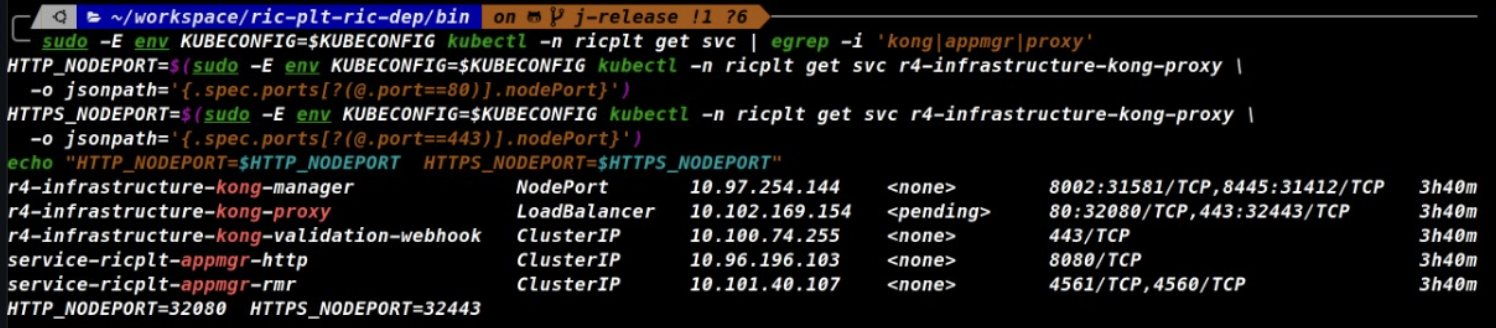 ~/workspace/ric-plt-ric-dep/bin on j-release !1 ?6
sudo -E env KUBECONFIG=$KUBECONFIG kubectl -n ricplt get svc | egrep -i 'kong|appmgr|proxy'
HTTP_NODEPORT=$(sudo -E env KUBECONFIG=$KUBECONFIG kubectl -n ricplt get svc r4-infrastructure-kong-proxy \
-o jsonpath='{.spec.ports[?(@.port==80)].nodePort}')
HTTPS_NODEPORT=$(sudo -E env KUBECONFIG=$KUBECONFIG kubectl -n ricplt get svc r4-infrastructure-kong-proxy \
-o jsonpath='{.spec.ports[?(@.port==443)].nodePort}')
echo "HTTP_NODEPORT=$HTTP_NODEPORT  HTTPS_NODEPORT=$HTTPS_NODEPORT"
r4-infrastructure-kong-manager NodePort 10.97.254.144 <none> 8002:31581/TCP,8445:31412/TCP 3h40m
r4-infrastructure-kong-proxy LoadBalancer 10.102.169.154 <pending> 80:32080/TCP,443:32443/TCP 3h40m
r4-infrastructure-kong-validation-webhook ClusterIP 10.100.74.255 <none> 443/TCP 3h40m
service-ricplt-appmgr-http ClusterIP 10.96.196.103 <none> 8080/TCP 3h40m
service-ricplt-appmgr-rmr ClusterIP 10.101.40.107 <none> 4561/TCP,4560/TCP 3h40m
HTTP_NODEPORT=32080  HTTPS_NODEPORT=32443